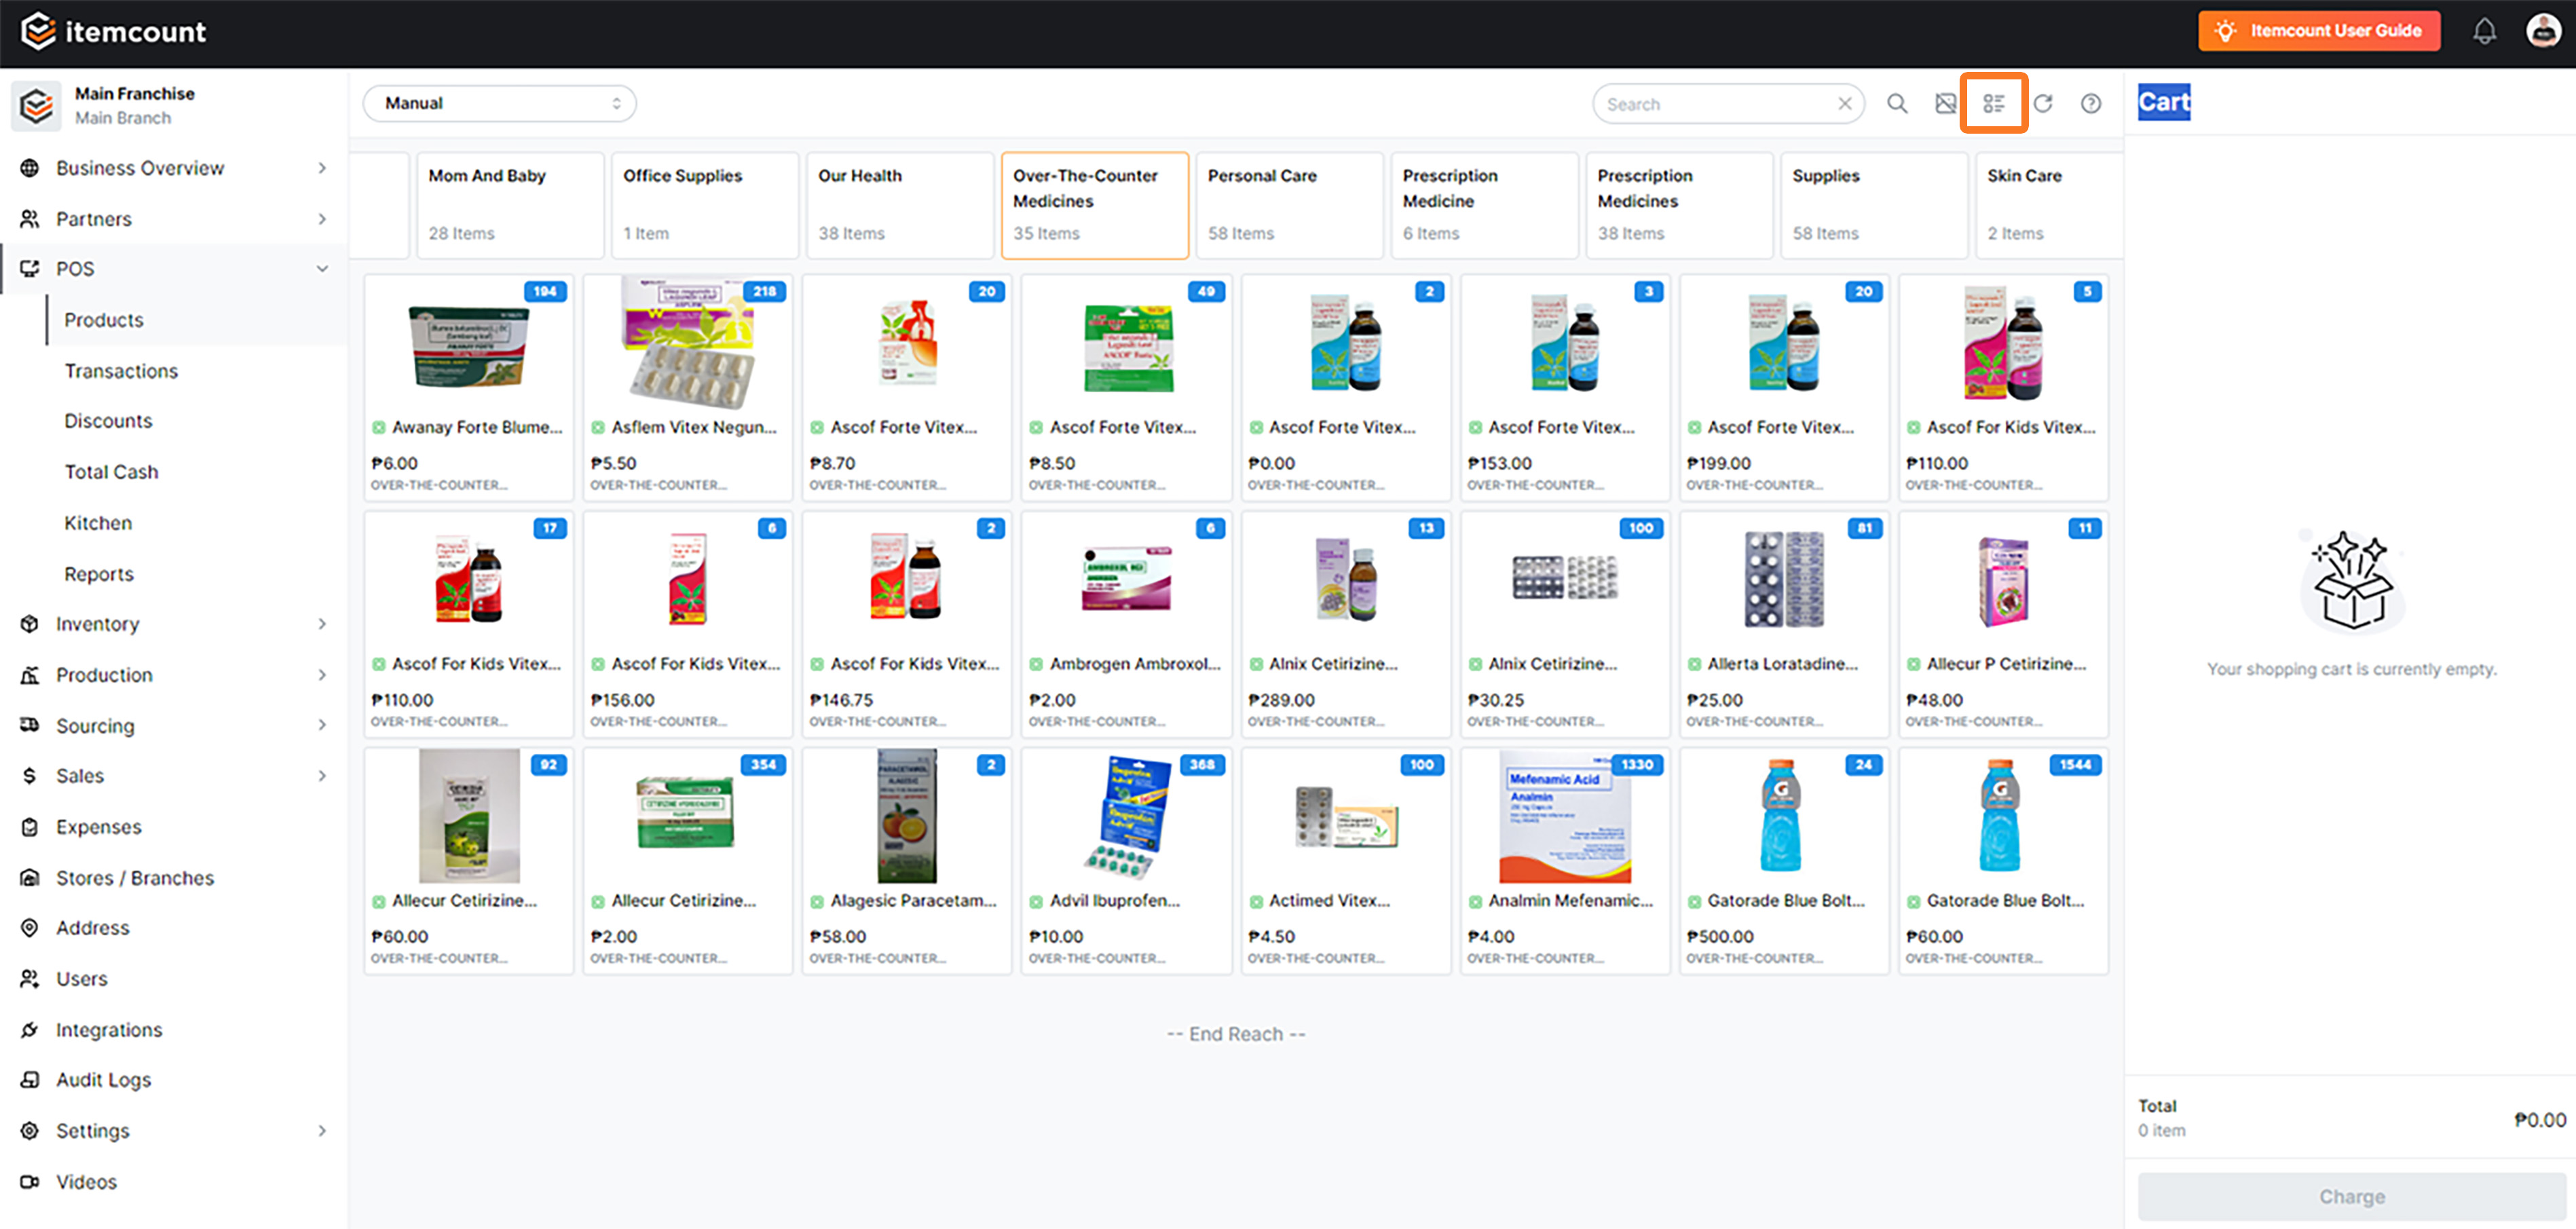 itemcount
Itemcount User Guide
Main Franchise
Main Branch
Business Overview
Partners
POS
Products
Transactions
Discounts
Total Cash
Kitchen
Reports
Inventory
Production
Sourcing
Sales
Expenses
Stores / Branches
Address
Users
Integrations
Audit Logs
Settings
Videos
Manual
Search
Mom And Baby
28 Items
Office Supplies
1 Item
Our Health
38 Items
Over-The-Counter
Medicines
35 Items
Personal Care
58 Items
Prescription
Medicine
6 Items
Prescription
Medicines
38 Items
Supplies
58 Items
Skin Care
2 Items
194
Awanay Forte Blume...
₱6.00
OVER-THE-COUNTER...
218
Asflem Vitex Negun...
₱5.50
OVER-THE-COUNTER...
20
Ascof Forte Vitex...
₱8.70
OVER-THE-COUNTER...
49
Ascof Forte Vitex...
₱8.50
OVER-THE-COUNTER...
2
Ascof Forte Vitex...
₱0.00
OVER-THE-COUNTER...
3
Ascof Forte Vitex...
₱153.00
OVER-THE-COUNTER...
20
Ascof Forte Vitex...
₱199.00
OVER-THE-COUNTER...
5
Ascof For Kids Vitex...
₱110.00
OVER-THE-COUNTER...
17
Ascof For Kids Vitex...
₱110.00
OVER-THE-COUNTER...
6
Ascof For Kids Vitex...
₱156.00
OVER-THE-COUNTER...
2
Ascof For Kids Vitex...
₱146.75
OVER-THE-COUNTER...
6
AMBROXOL HCl
Ambrogen Ambroxol...
₱2.00
OVER-THE-COUNTER...
13
Alnix Cetirizine...
₱289.00
OVER-THE-COUNTER...
100
Alnix Cetirizine...
₱30.25
OVER-THE-COUNTER...
81
Allerta Loratadine...
₱25.00
OVER-THE-COUNTER...
11
Allecur P Cetirizine...
₱48.00
OVER-THE-COUNTER...
92
Allecur Cetirizine...
₱60.00
OVER-THE-COUNTER...
354
Allecur Cetirizine...
₱2.00
OVER-THE-COUNTER...
2
PARACETAMOL
ALAGESIC
Alagesic Paracetam...
₱58.00
OVER-THE-COUNTER...
368
Ibuprofen
Advil
Ibuprofen
Advil
Advil Ibuprofen...
₱10.00
OVER-THE-COUNTER...
100
Actimed Vitex...
₱4.50
OVER-THE-COUNTER...
1330
Mefenamic Acid
Analmin
Analmin Mefenamic...
₱4.00
OVER-THE-COUNTER...
24
G
Gatorade Blue Bolt...
₱500.00
OVER-THE-COUNTER...
1544
G
Gatorade Blue Bolt...
₱60.00
OVER-THE-COUNTER...
-- End Reach --
Cart
Your shopping cart is currently empty.
Total
0 item
₱0.00
Charge